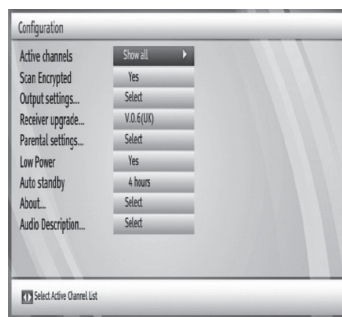 Configuration
Active channels Show all
Scan Encrypted Yes
Output settings... Select
Receiver upgrade... V.0.6(UK)
Parental settings... Select
Low Power Yes
Auto standby 4 hours
About... Select
Audio Description... Select
Select Active Channel List